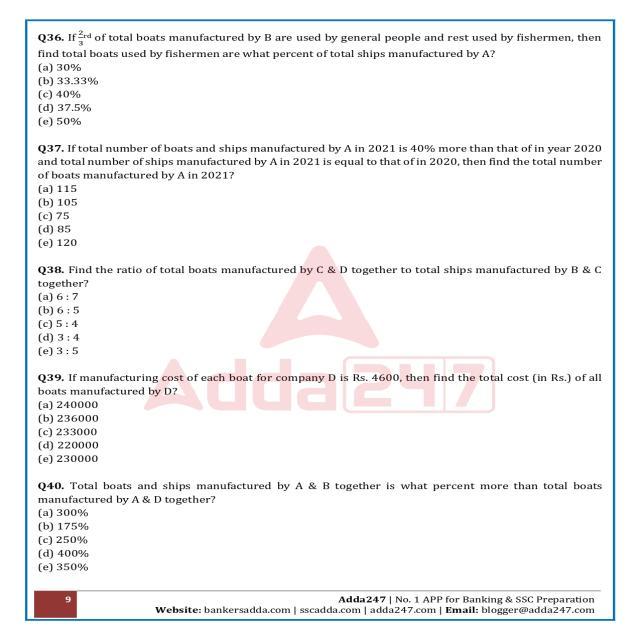 Q36. If 2/3rd of total boats manufactured by B are used by general people and rest used by fishermen, then
find total boats used by fishermen are what percent of total ships manufactured by A?
(a) 30%
(b) 33.33%
(c) 40%
(d) 37.5%
(e) 50%
Q37. If total number of boats and ships manufactured by A in 2021 is 40% more than that of in year 2020
and total number of ships manufactured by A in 2021 is equal to that of in 2020, then find the total number
of boats manufactured by A in 2021?
(a) 115
(b) 105
(c) 75
(d) 85
(e) 120
Q38. Find the ratio of total boats manufactured by C & D together to total ships manufactured by B & C
together?
(a) 6 : 7
(b) 6 : 5
(c) 5 : 4
(d) 3 : 4
(e) 3 : 5
Adda247
Q39. If manufacturing cost of each boat for company D is Rs. 4600, then find the total cost (in Rs.) of all
boats manufactured by D?
(a) 240000
(b) 236000
(c) 233000
(d) 220000
(e) 230000
Q40. Total boats and ships manufactured by A & B together is what percent more than total boats
manufactured by A & D together?
(a) 300%
(b) 175%
(c) 250%
(d) 400%
(e) 350%
9
Adda247 | No. 1 APP for Banking & SSC Preparation
Website: bankersadda.com | sscadda.com | adda247.com | Email: blogger@adda247.com